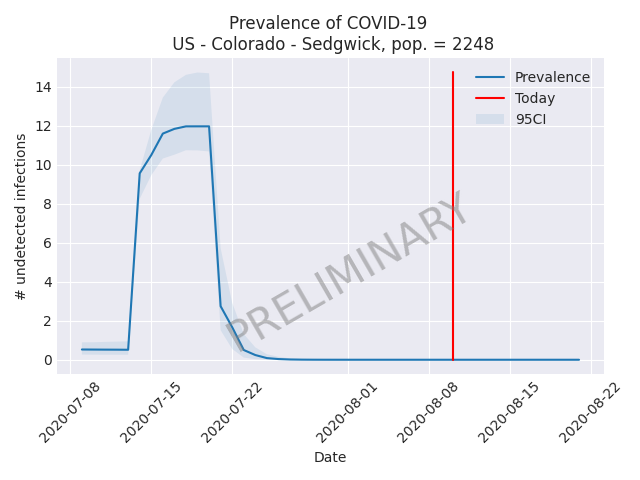 Prevalence of COVID-19
US - Colorado - Sedgwick, pop. = 2248
Prevalence
Today
95CI
14
12
10
8
6
4
2
0
# undetected infections
PRELIMINARY
2020-07-08
2020-07-15
2020-07-22
2020-08-01
2020-08-08
2020-08-15
2020-08-22
Date